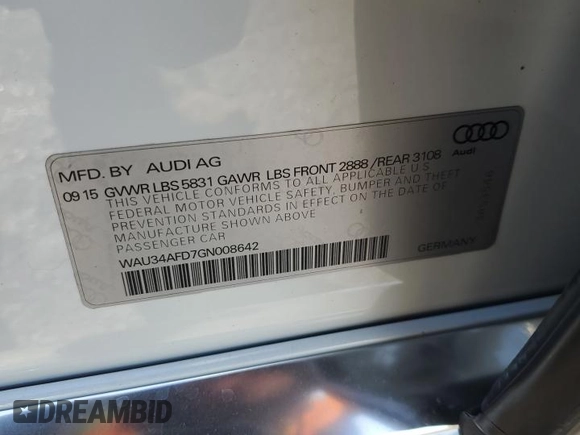 MFD. BY AUDI AG
09 15 GVWR LBS 5831 GAWR LBS FRONT 2888 /REAR 3108
THIS VEHICLE CONFORMS TO ALL APPLICABLE U S
FEDERAL MOTOR VEHICLE SAFETY, BUMPER AND THEFT
PREVENTION STANDARDS IN EFFECT ON THE DATE OF
MANUFACTURE SHOWN ABOVE
PASSENGER CAR
WAU34AFD7GN008642
Audi
GERMANY
DREAMBID